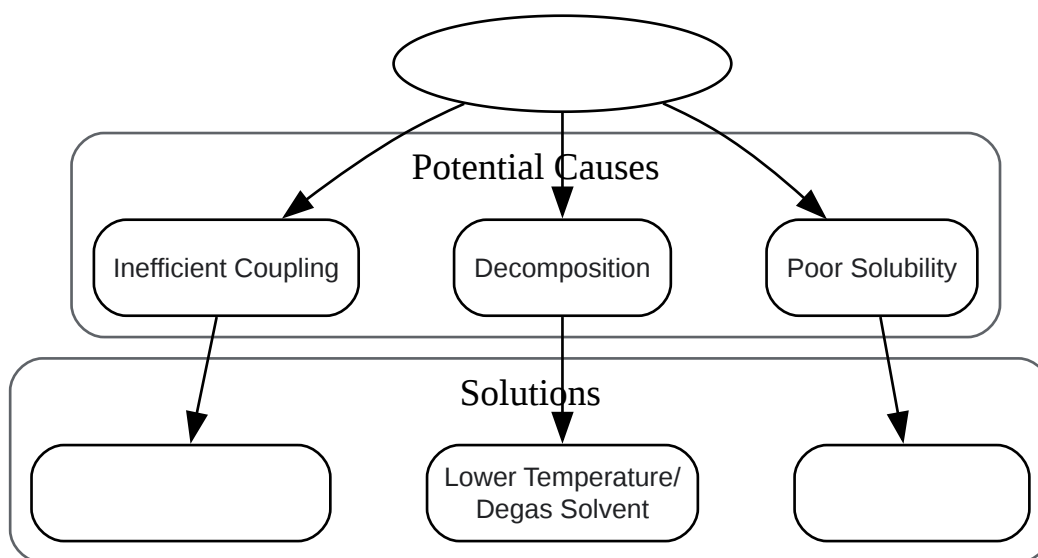 Potential Causes
Inefficient Coupling
Decomposition
Poor Solubility
Solutions
Lower Temperature/
Degas Solvent